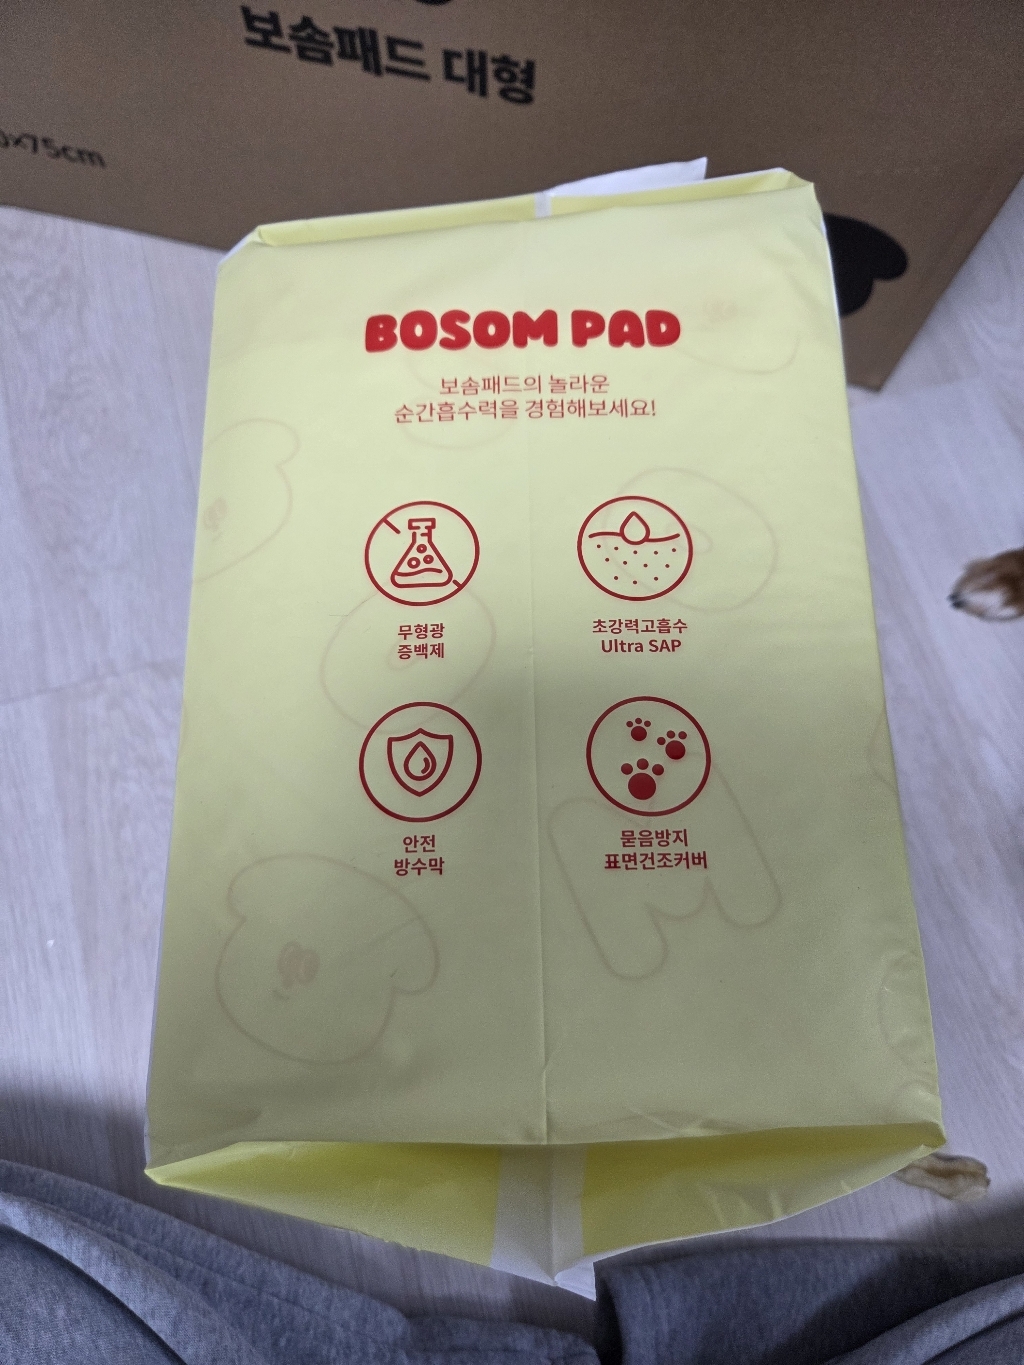 보솜패드 대형
x75cm
BOSOM PAD
보솜패드의 놀라운
순간흡수력을 경험해보세요!
무형광
증백제
초강력고흡수
Ultra SAP
안전
방수막
묻음방지
표면건조커버